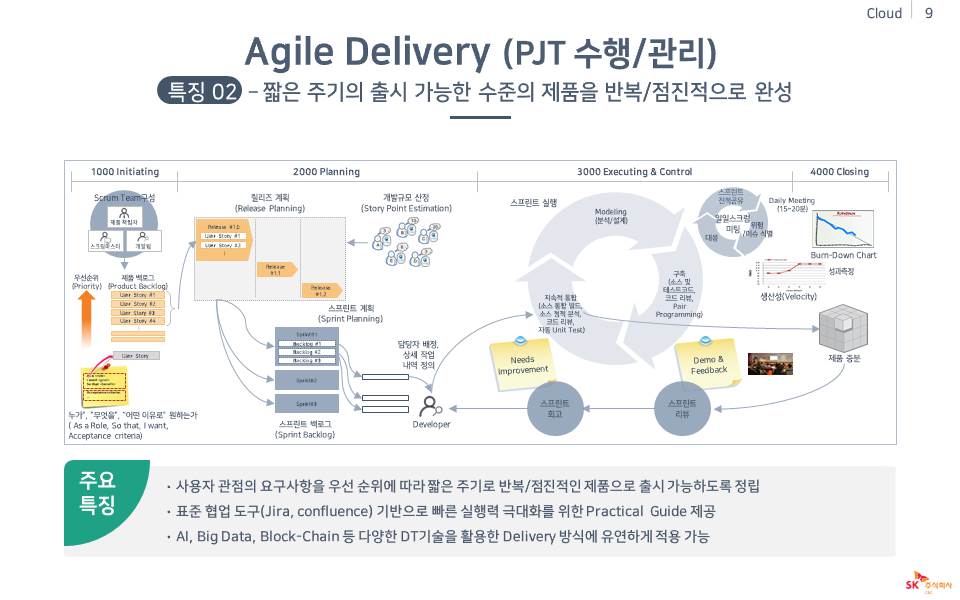 Cloud 9
Agile Delivery (PJT 수행/관리)
특징 02 – 짧은 주기의 출시 가능한 수준의 제품을 반복/점진적으로 완성
1000 Initiating
2000 Planning
3000 Executing & Control
4000 Closing
Scrum Team구성
제품책임자
스크럼마스터
개발팀
우선순위
(Priority)
제품 백로그
(Product Backlog)
User Story #1
User Story #2
User Story #3
User Story #4
User Story
누가", "무엇을", "어떤 이유로" 원하는가
( As a Role, So that, I want,
Acceptance criteria)
릴리즈 계획
(Release Planning)
Release #1.0
User Story #1
User Story #2
Release
#1.1
Release
#1.2
개발규모 산정
(Story Point Estimation)
스프린트 계획
(Sprint Planning)
Sprint#1
Backlog #1
Backlog #2
Backlog #3
Sprint#2
Sprint#3
스프린트 백로그
(Sprint Backlog)
담당자 배정,
상세 작업
내역 정의
Developer
스프린트 실행
Modeling
(분석/설계)
구축
(소스 및
테스트코드,
코드 리뷰,
Pair
Programming)
지속적 통합
(소스 통합 빌드,
소스 정적 분석,
코드 리뷰,
자동 Unit Test)
스프린트
진척공유
일일스크럼
미팅
위험
/이슈 식별
대응
Daily Meeting
(15~20분)
Burn-Down Chart
성과측정
생산성(Velocity)
제품 증분
Needs
improvement
Demo &
Feedback
스프린트
회고
스프린트
리뷰
주요
특징
• 사용자 관점의 요구사항을 우선 순위에 따라 짧은 주기로 반복/점진적인 제품으로 출시 가능하도록 정립
• 표준 협업 도구(Jira, confluence) 기반으로 빠른 실행력 극대화를 위한 Practical Guide 제공
• AI, Big Data, Block-Chain 등 다양한 DT기술을 활용한 Delivery 방식에 유연하게 적용 가능
SK 주식회사
C&C